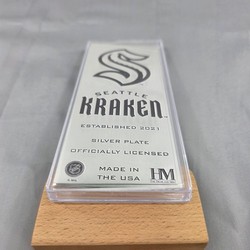 SEATTLE
KRAKEN
ESTABLISHED 2021
SILVER PLATE
OFFICIALLY LICENSED
MADE IN
THE USA
HM